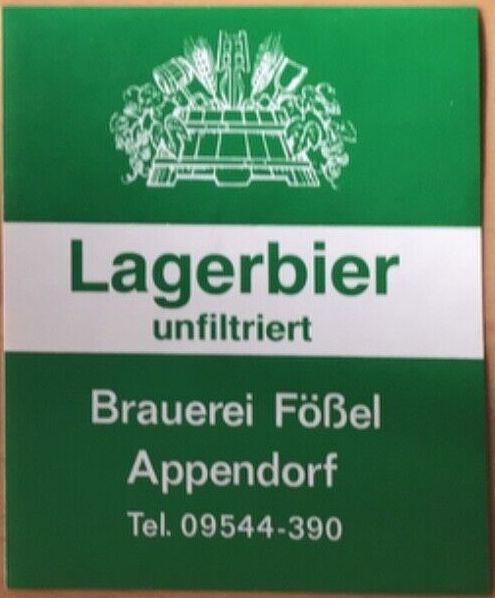 Lagerbier
unfiltriert
Brauerei Fößel
Appendorf
Tel. 09544-390